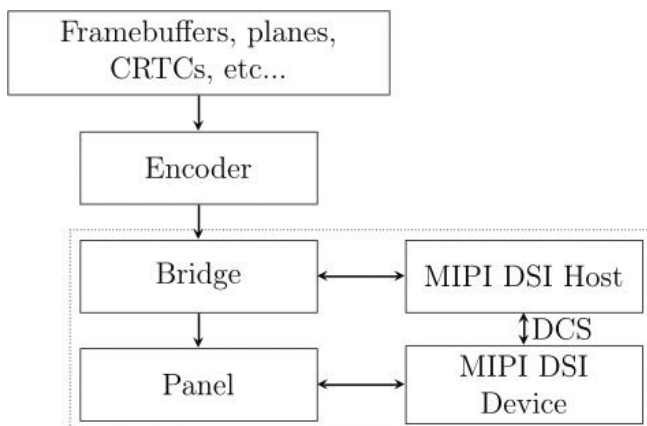 Framebuffers, planes,
CRTCs, etc...
Encoder
Bridge
MIPI DSI Host
DCS
Panel
MIPI DSI
Device